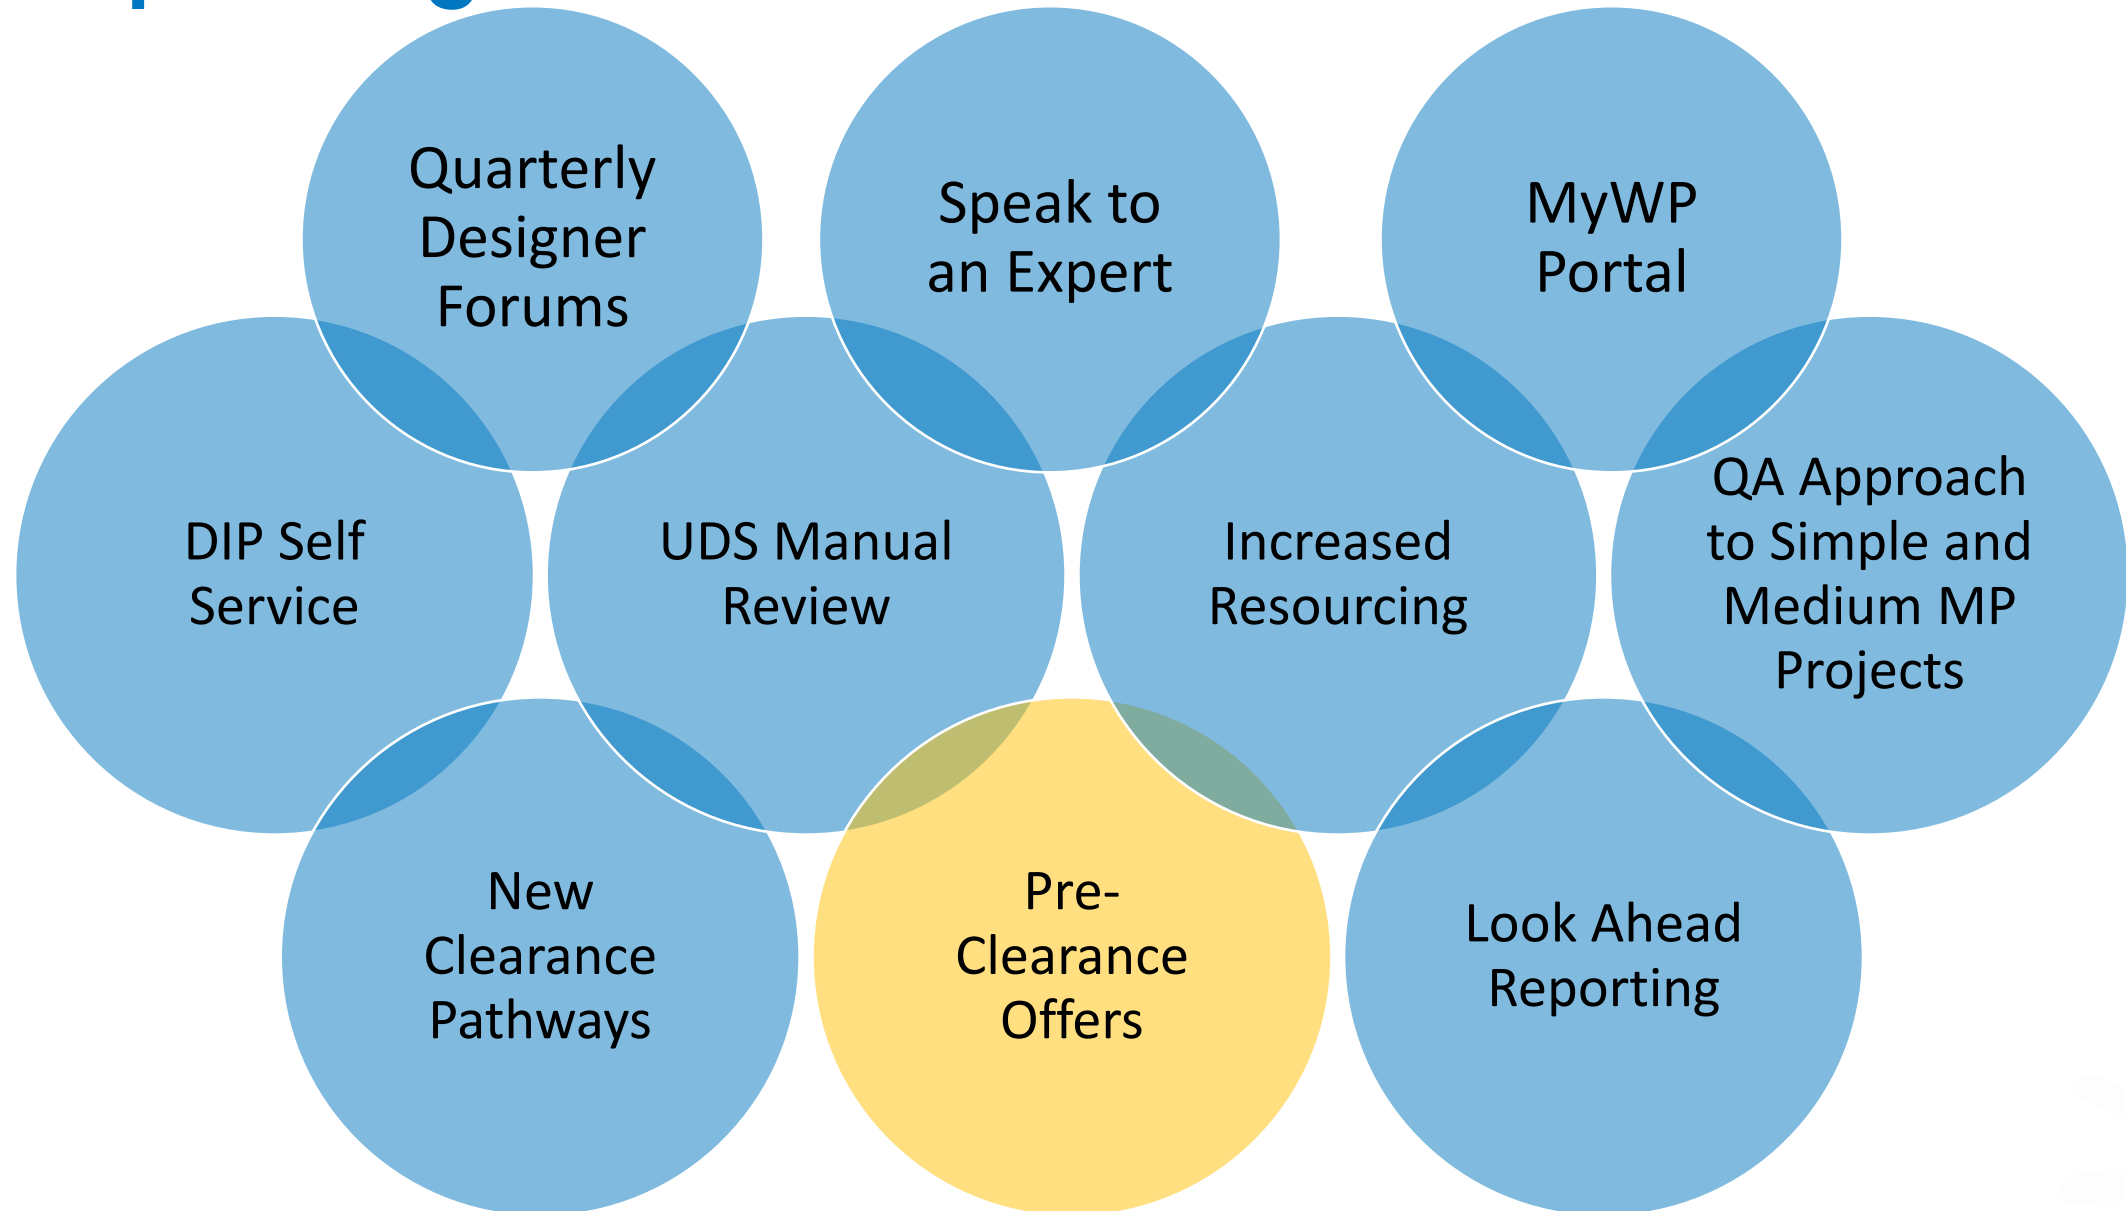 Quarterly
Designer
Forums
Speak to
an Expert
MyWP
Portal
DIP Self
Service
UDS Manual
Review
Increased
Resourcing
QA Approach
to Simple and
Medium MP
Projects
New
Clearance
Pathways
Pre-
Clearance
Offers
Look Ahead
Reporting